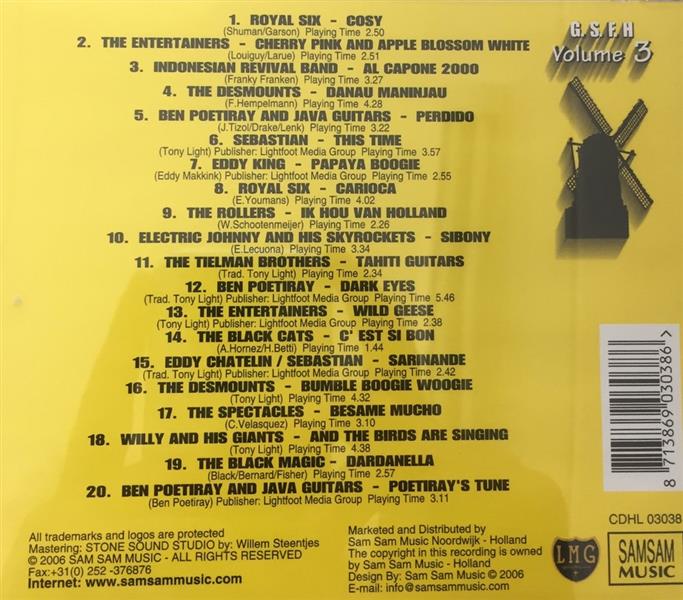 1. ROYAL SIX - COSY
(Shuman/Garson) Playing Time 2.50
2. THE ENTERTAINERS - CHERRY PINK AND APPLE BLOSSOM WHITE
(Louiguy/Larue) Playing Time 2.51
3. INDONESIAN REVIVAL BAND - AL CAPONE 2000
(Franky Franken) Playing Time 3.27
4. THE DESMOUNTS - DANAU MANINJAU
(F.Hempelmann) Playing Time 4.28
5. BEN POETIRAY AND JAVA GUITARS - PERDIDO
(J.Tizol/Drake/Lenk) Playing Time 3.22
6. SEBASTIAN - THIS TIME
(Tony Light) Publisher: Lightfoot Media Group Playing Time 3.57
7. EDDY KING - PAPAYA BOOGIE
(Eddy Makkink) Publisher: Lightfoot Media Group Playing Time 2.55
8. ROYAL SIX - CARIOCA
(E.Youmans) Playing Time 4.02
9. THE ROLLERS - IK HOU VAN HOLLAND
(W.Schootenmeijer) Playing Time 2.26
10. ELECTRIC JOHNNY AND HIS SKYROCKETS - SIBONY
(E.Lecuona) Playing Time 3.34
11. THE TIELMAN BROTHERS - TAHITI GUITARS
(Trad. Tony Light) Playing Time 2.34
12. BEN POETIRAY - DARK EYES
(Trad. Tony Light) Publisher: Lightfoot Media Group Playing Time 5.46
13. THE ENTERTAINERS - WILD GEESE
(Tony Light) Publisher: Lightfoot Media Group Playing Time 2.38
14. THE BLACK CATS - C' EST SI BON
(A.Hornez/H.Betti) Playing Time 1.44
15. EDDY CHATELIN / SEBASTIAN - SARINANDE
(Trad. Tony Light) Publisher: Lightfoot Media Group Playing Time 2.42
16. THE DESMOUNTS - BUMBLE BOOGIE WOOGIE
(Tony Light) Playing Time 4.32
17. THE SPECTACLES - BESAME MUCHO
(C.Velasquez) Playing Time 3.10
18. WILLY AND HIS GIANTS - AND THE BIRDS ARE SINGING
(Tony Light) Playing Time 4.38
19. THE BLACK MAGIC - DARDANELLA
(Black/Bernard/Fisher) Playing Time 2.57
20. BEN POETIRAY AND JAVA GUITARS - POETIRAY'S TUNE
(Ben Poetiray) Publisher: Lightfoot Media Group Playing Time 3.11
G.S.F.H
Volume 3
8 713869 030386 >
CDHL 03038
All trademarks and logos are protected
Mastering: STONE SOUND STUDIO by: Willem Steentjes
© 2006 SAM SAM MUSIC - ALL RIGHTS RESERVED
Fax:+31(0) 252 -376876
Internet: www.samsammusic.com
Marketed and Distributed by
Sam Sam Music Noordwijk - Holland
The copyright in this recording is owned
by Sam Sam Music - Holland
Design By: Sam Sam Music © 2006
E-mail: info@samsammusic.com
LMG
SAMSAM
MUSIC